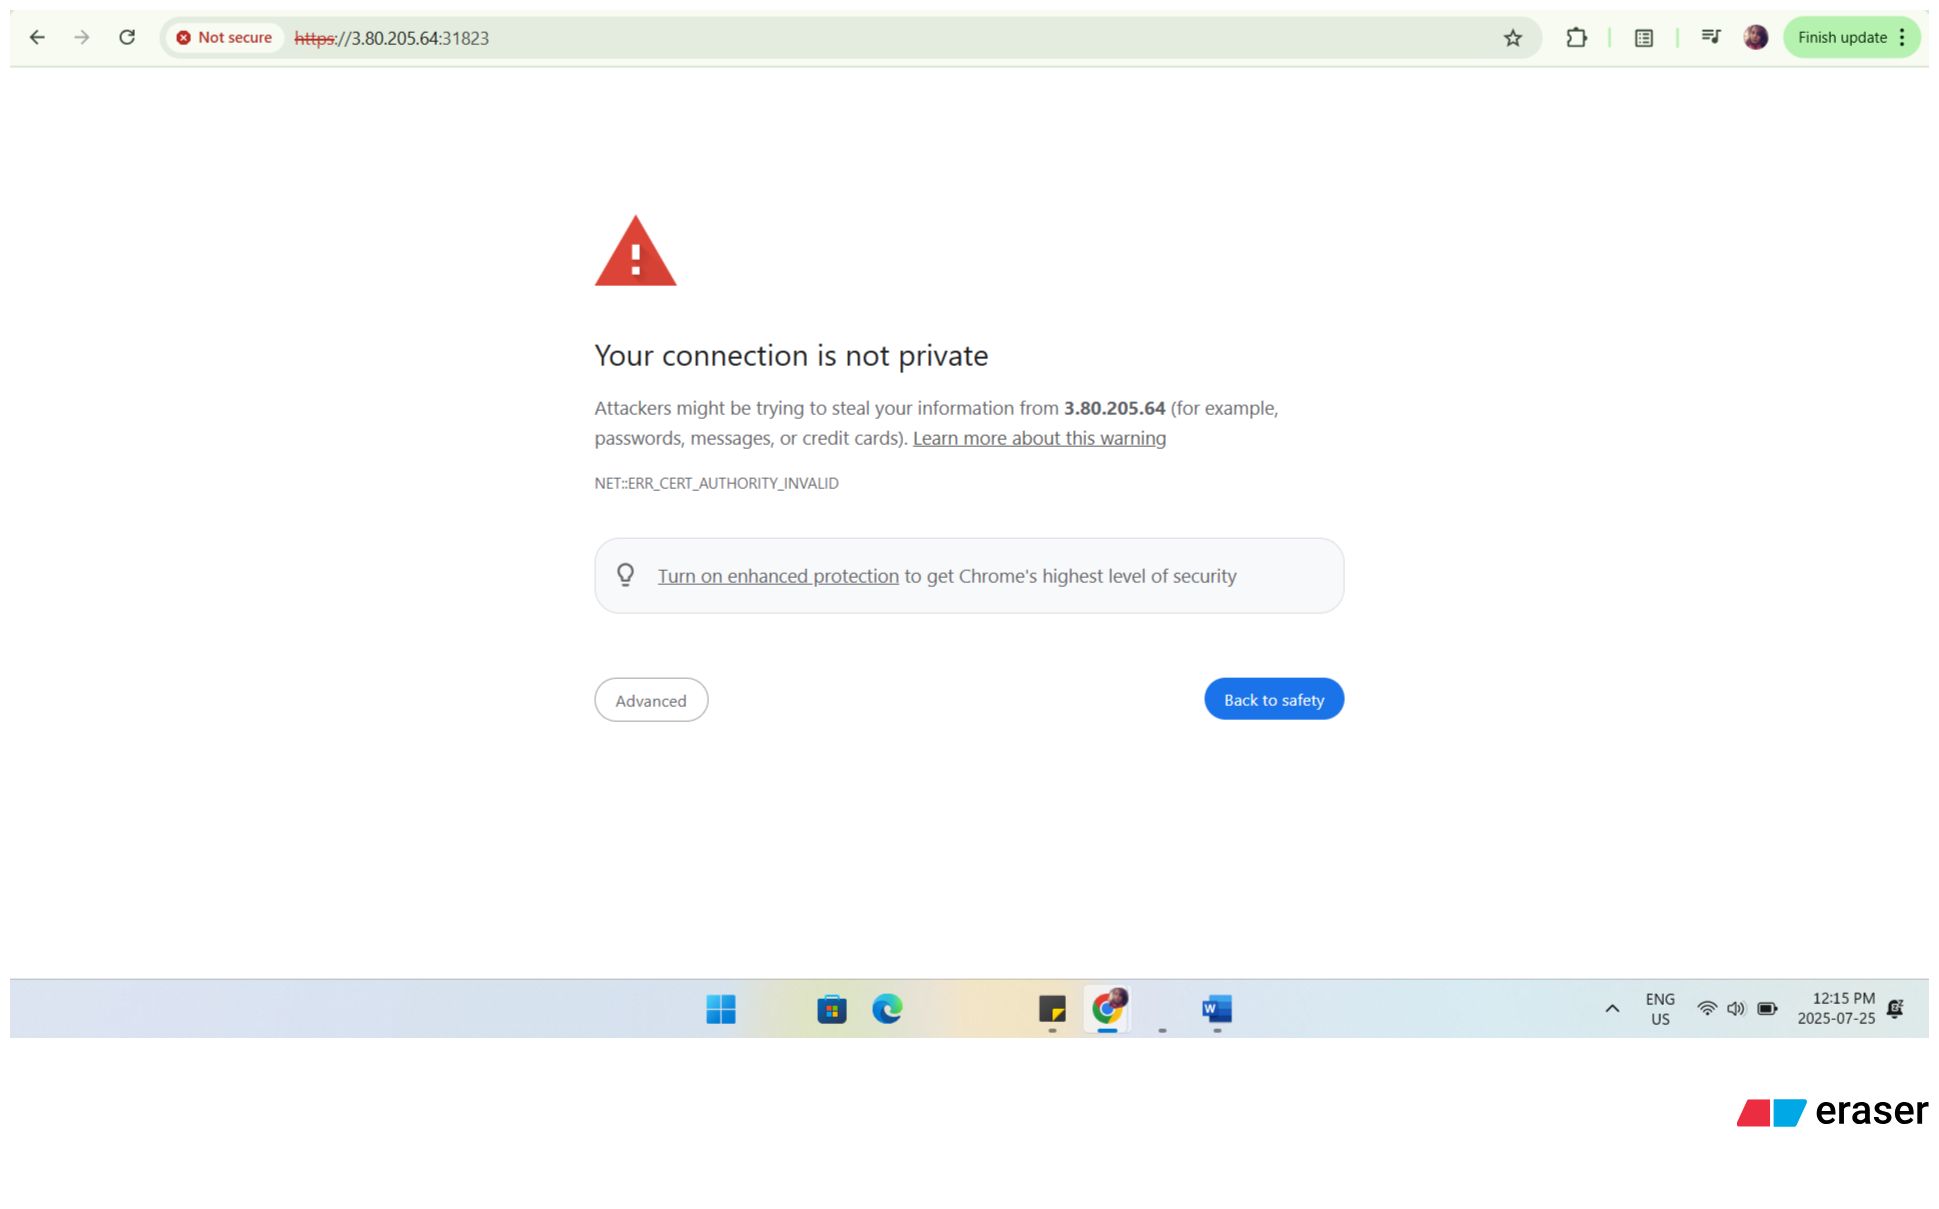 Not secure https://3.80.205.64:31823 Finish update
Your connection is not private
Attackers might be trying to steal your information from 3.80.205.64 (for example,
passwords, messages, or credit cards). Learn more about this warning
NET::ERR_CERT_AUTHORITY_INVALID
Turn on enhanced protection to get Chrome's highest level of security
Advanced Back to safety
ENG 12:15 PM
US 2025-07-25
eraser